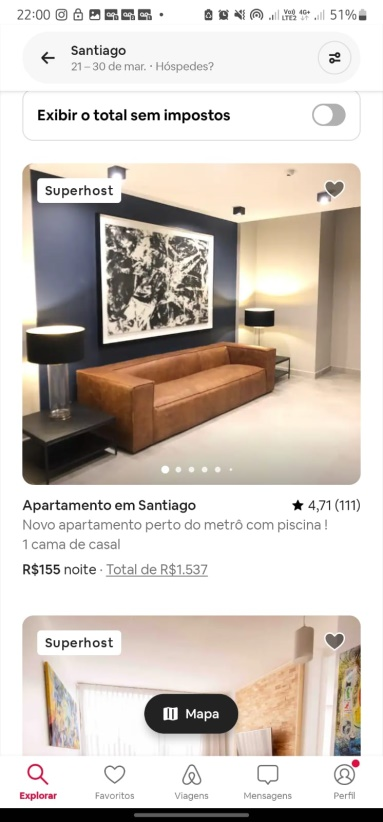 22:00
VoLTE2 4G+ 51%
Santiago
21 – 30 de mar. · Hóspedes?
Exibir o total sem impostos
Superhost
Apartamento em Santiago ★ 4,71 (111)
Novo apartamento perto do metrô com piscina !
1 cama de casal
R$155 noite · Total de R$1.537
Superhost
Mapa
Explorar Favoritos Viagens Mensagens Perfil